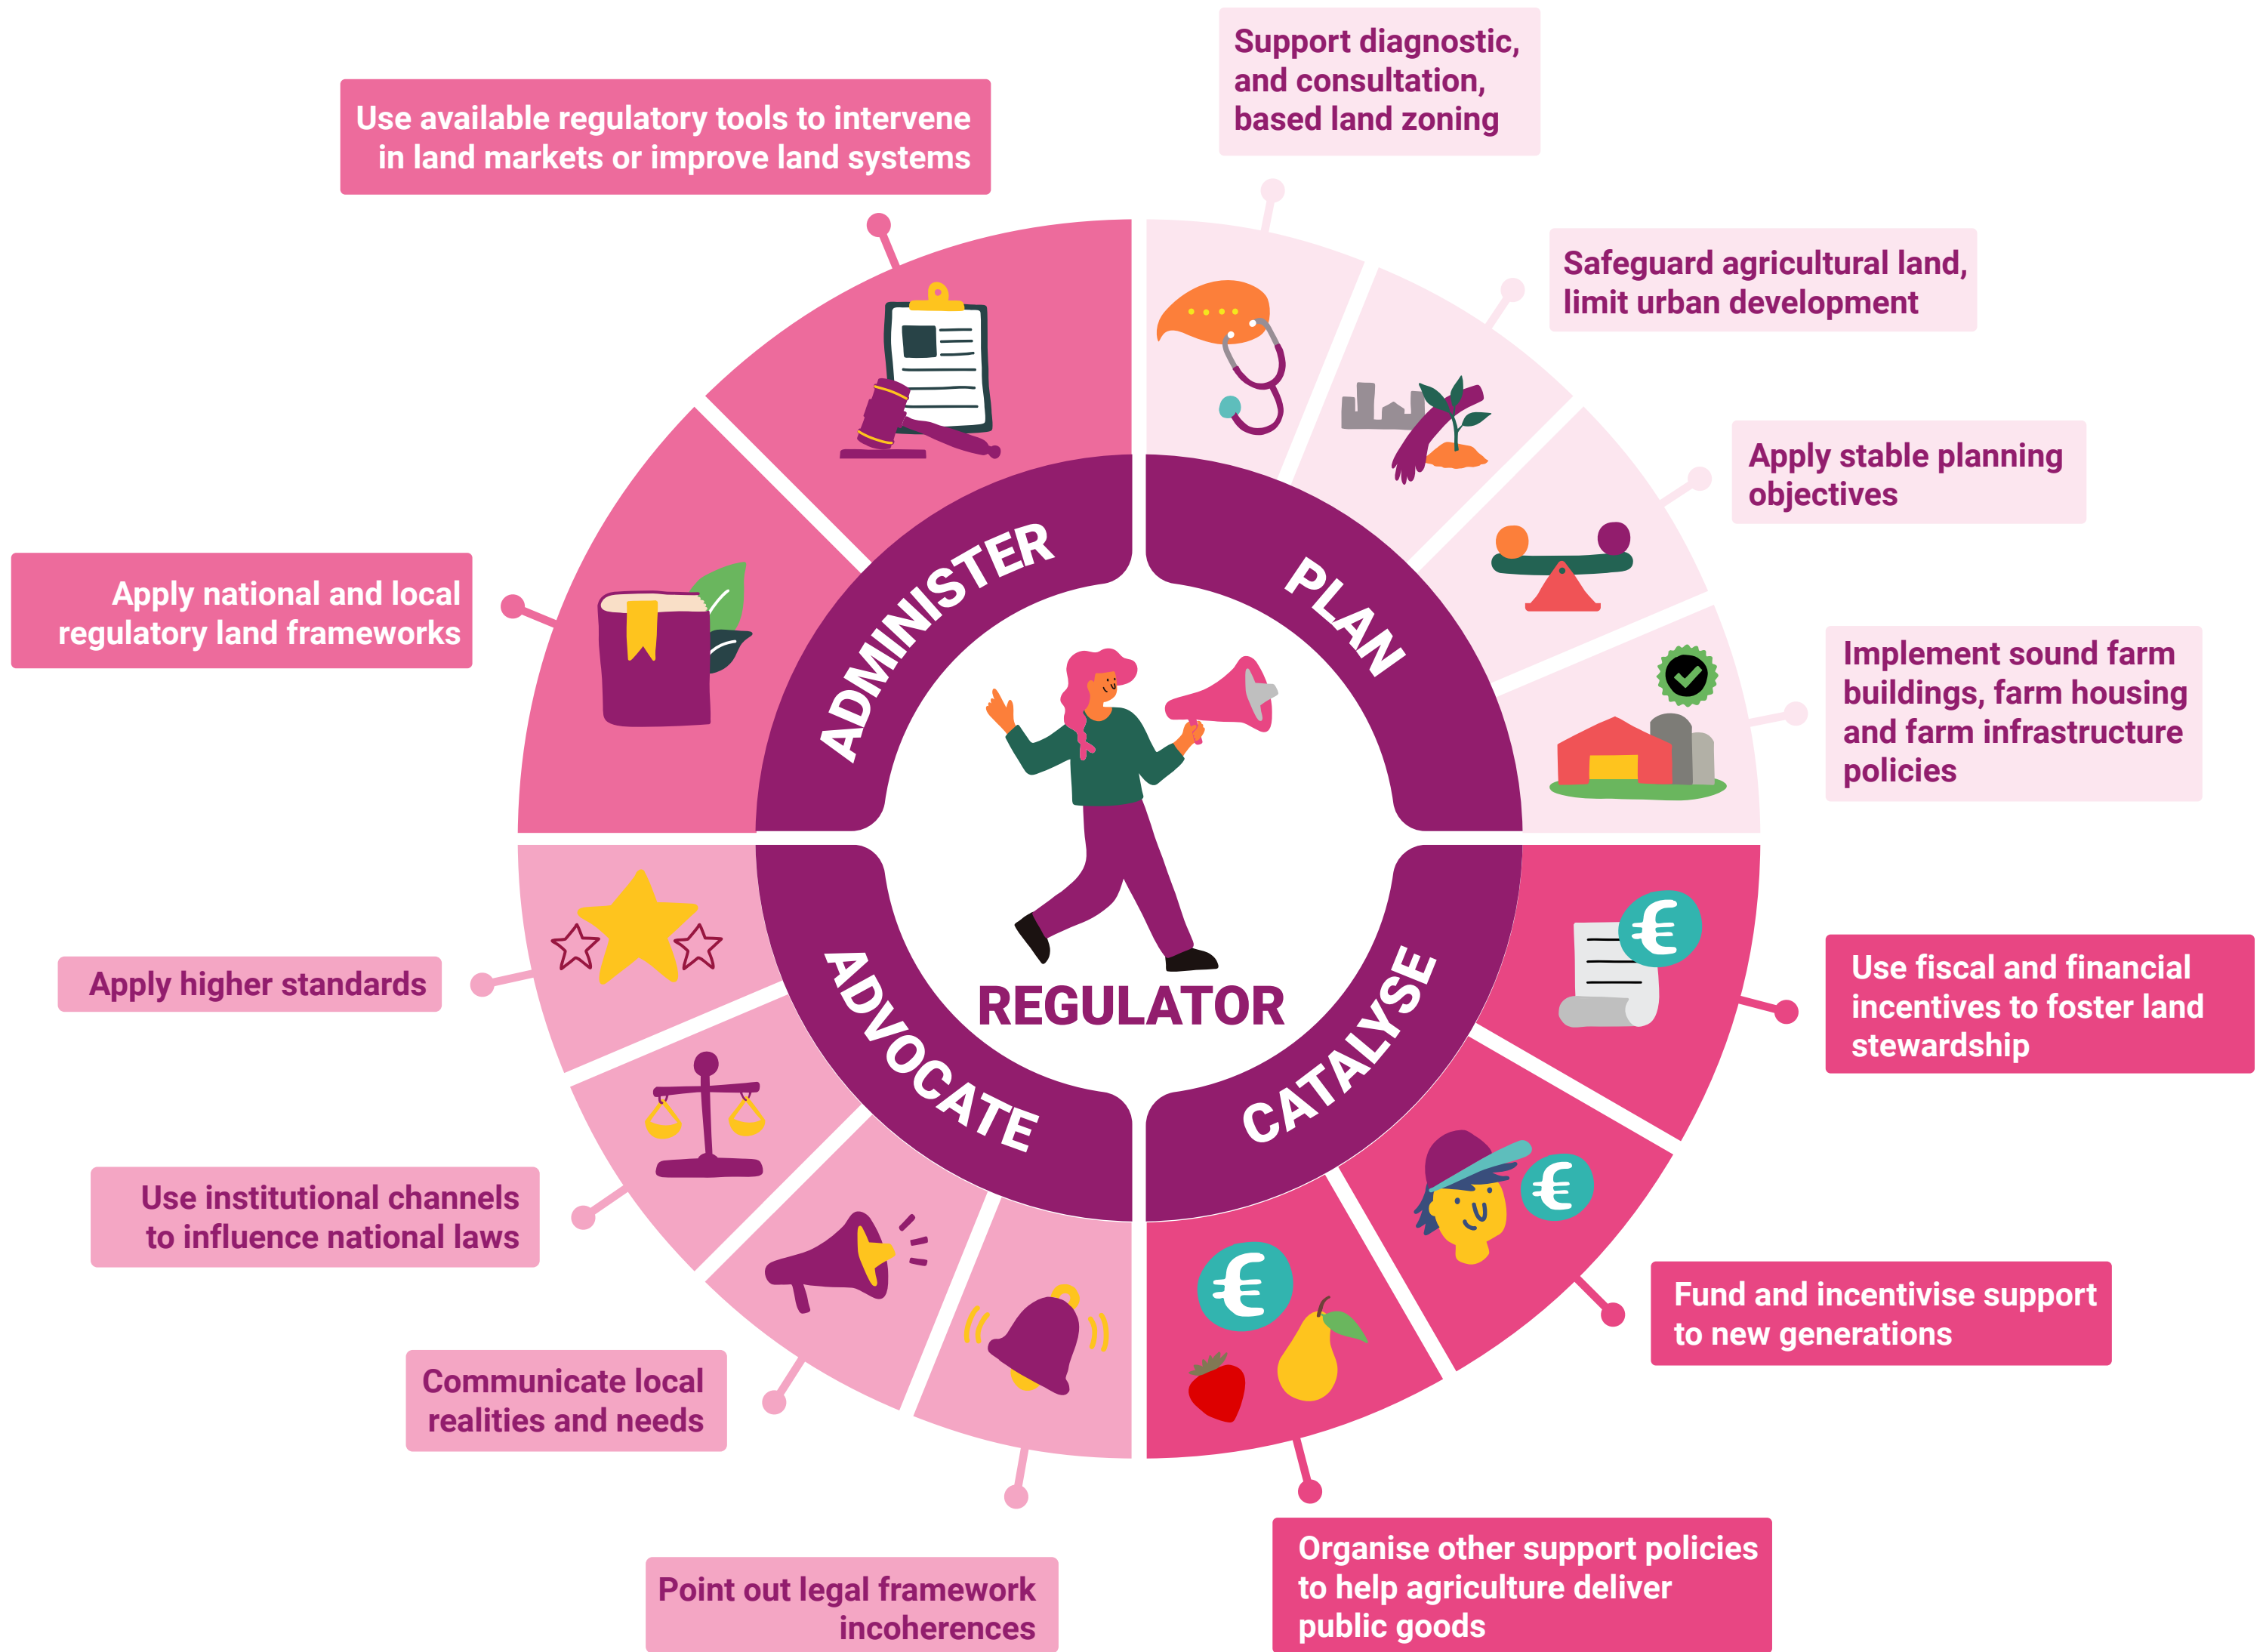 Support diagnostic,
and consultation,
based land zoning
Use available regulatory tools to intervene
in land markets or improve land systems
Safeguard agricultural land,
limit urban development
Apply stable planning
objectives
Apply national and local
regulatory land frameworks
Implement sound farm
buildings, farm housing
and farm infrastructure
policies
ADMINISTER
PLAN
REGULATOR
ADVOCATE
CATALYSE
Apply higher standards
Use fiscal and financial
incentives to foster land
stewardship
€
Use institutional channels
to influence national laws
€
Fund and incentivise support
to new generations
€
Communicate local
realities and needs
Point out legal framework
incoherences
Organise other support policies
to help agriculture deliver
public goods